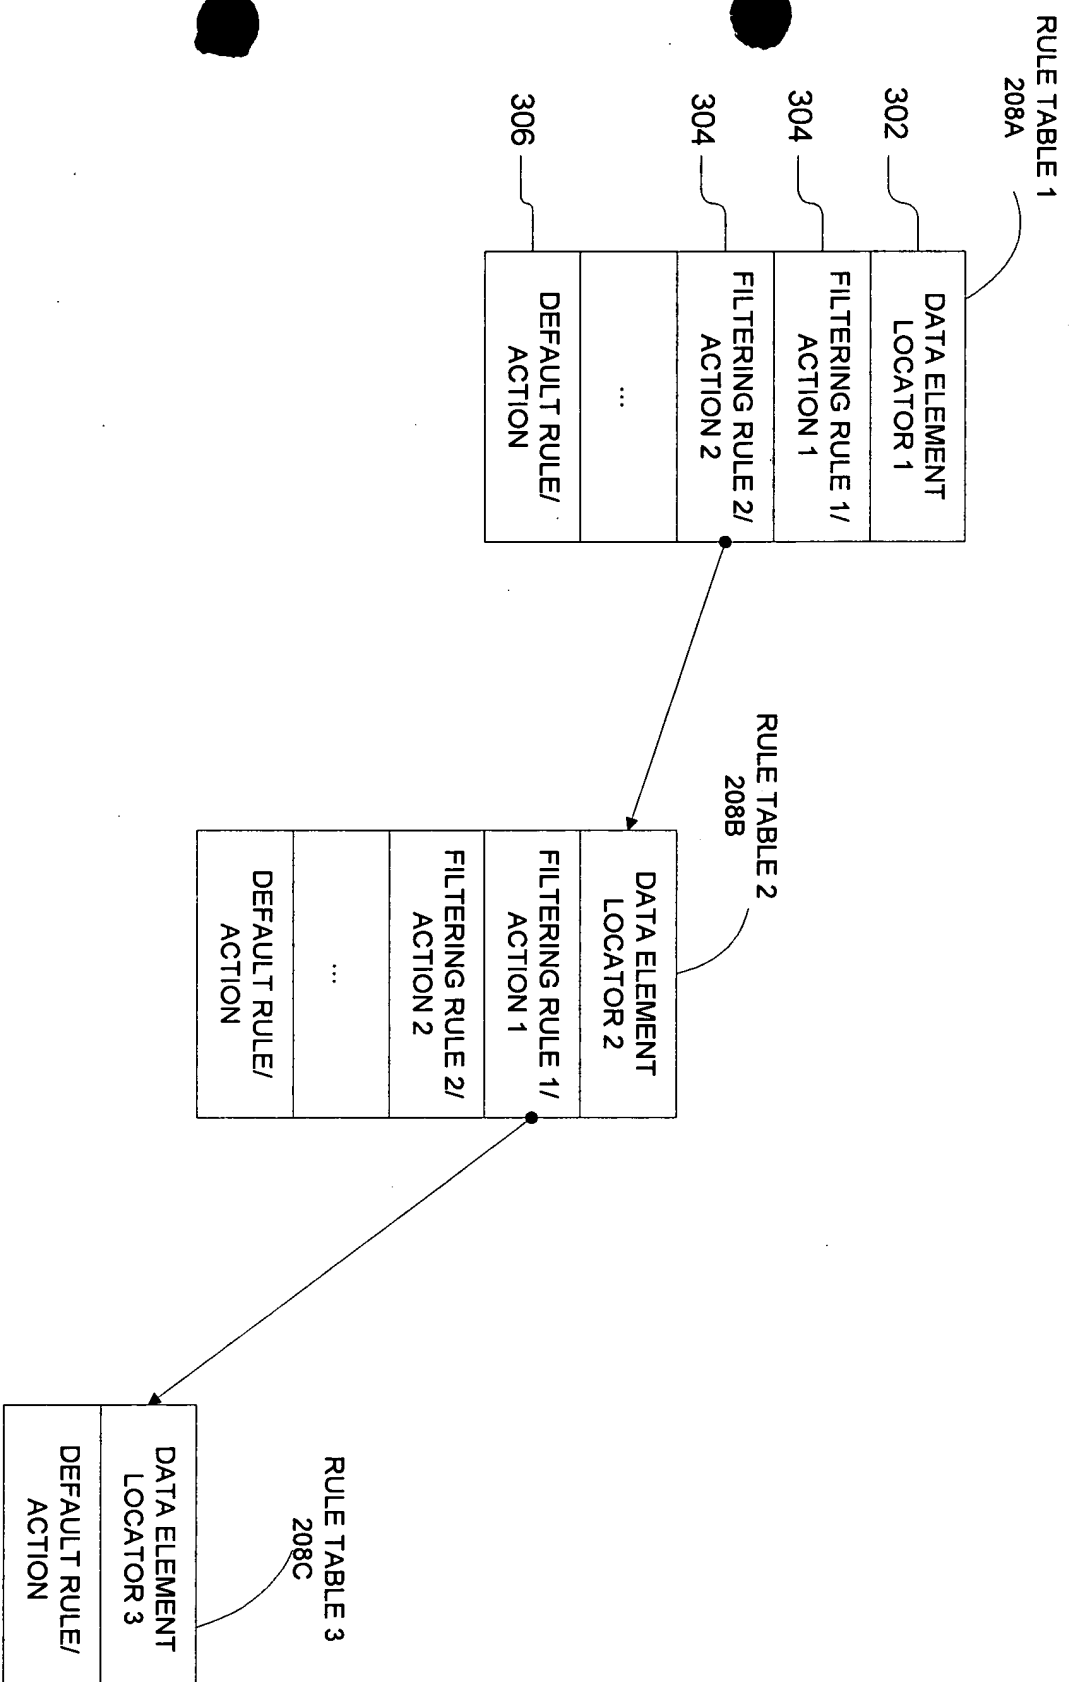 RULE TABLE 1
208A
302
304
304
306
DATA ELEMENT
LOCATOR 1
FILTERING RULE 1/
ACTION 1
FILTERING RULE 2/
ACTION 2
...
DEFAULT RULE/
ACTION
RULE TABLE 2
208B
DATA ELEMENT
LOCATOR 2
FILTERING RULE 1/
ACTION 1
FILTERING RULE 2/
ACTION 2
...
DEFAULT RULE/
ACTION
RULE TABLE 3
208C
DATA ELEMENT
LOCATOR 3
DEFAULT RULE/
ACTION